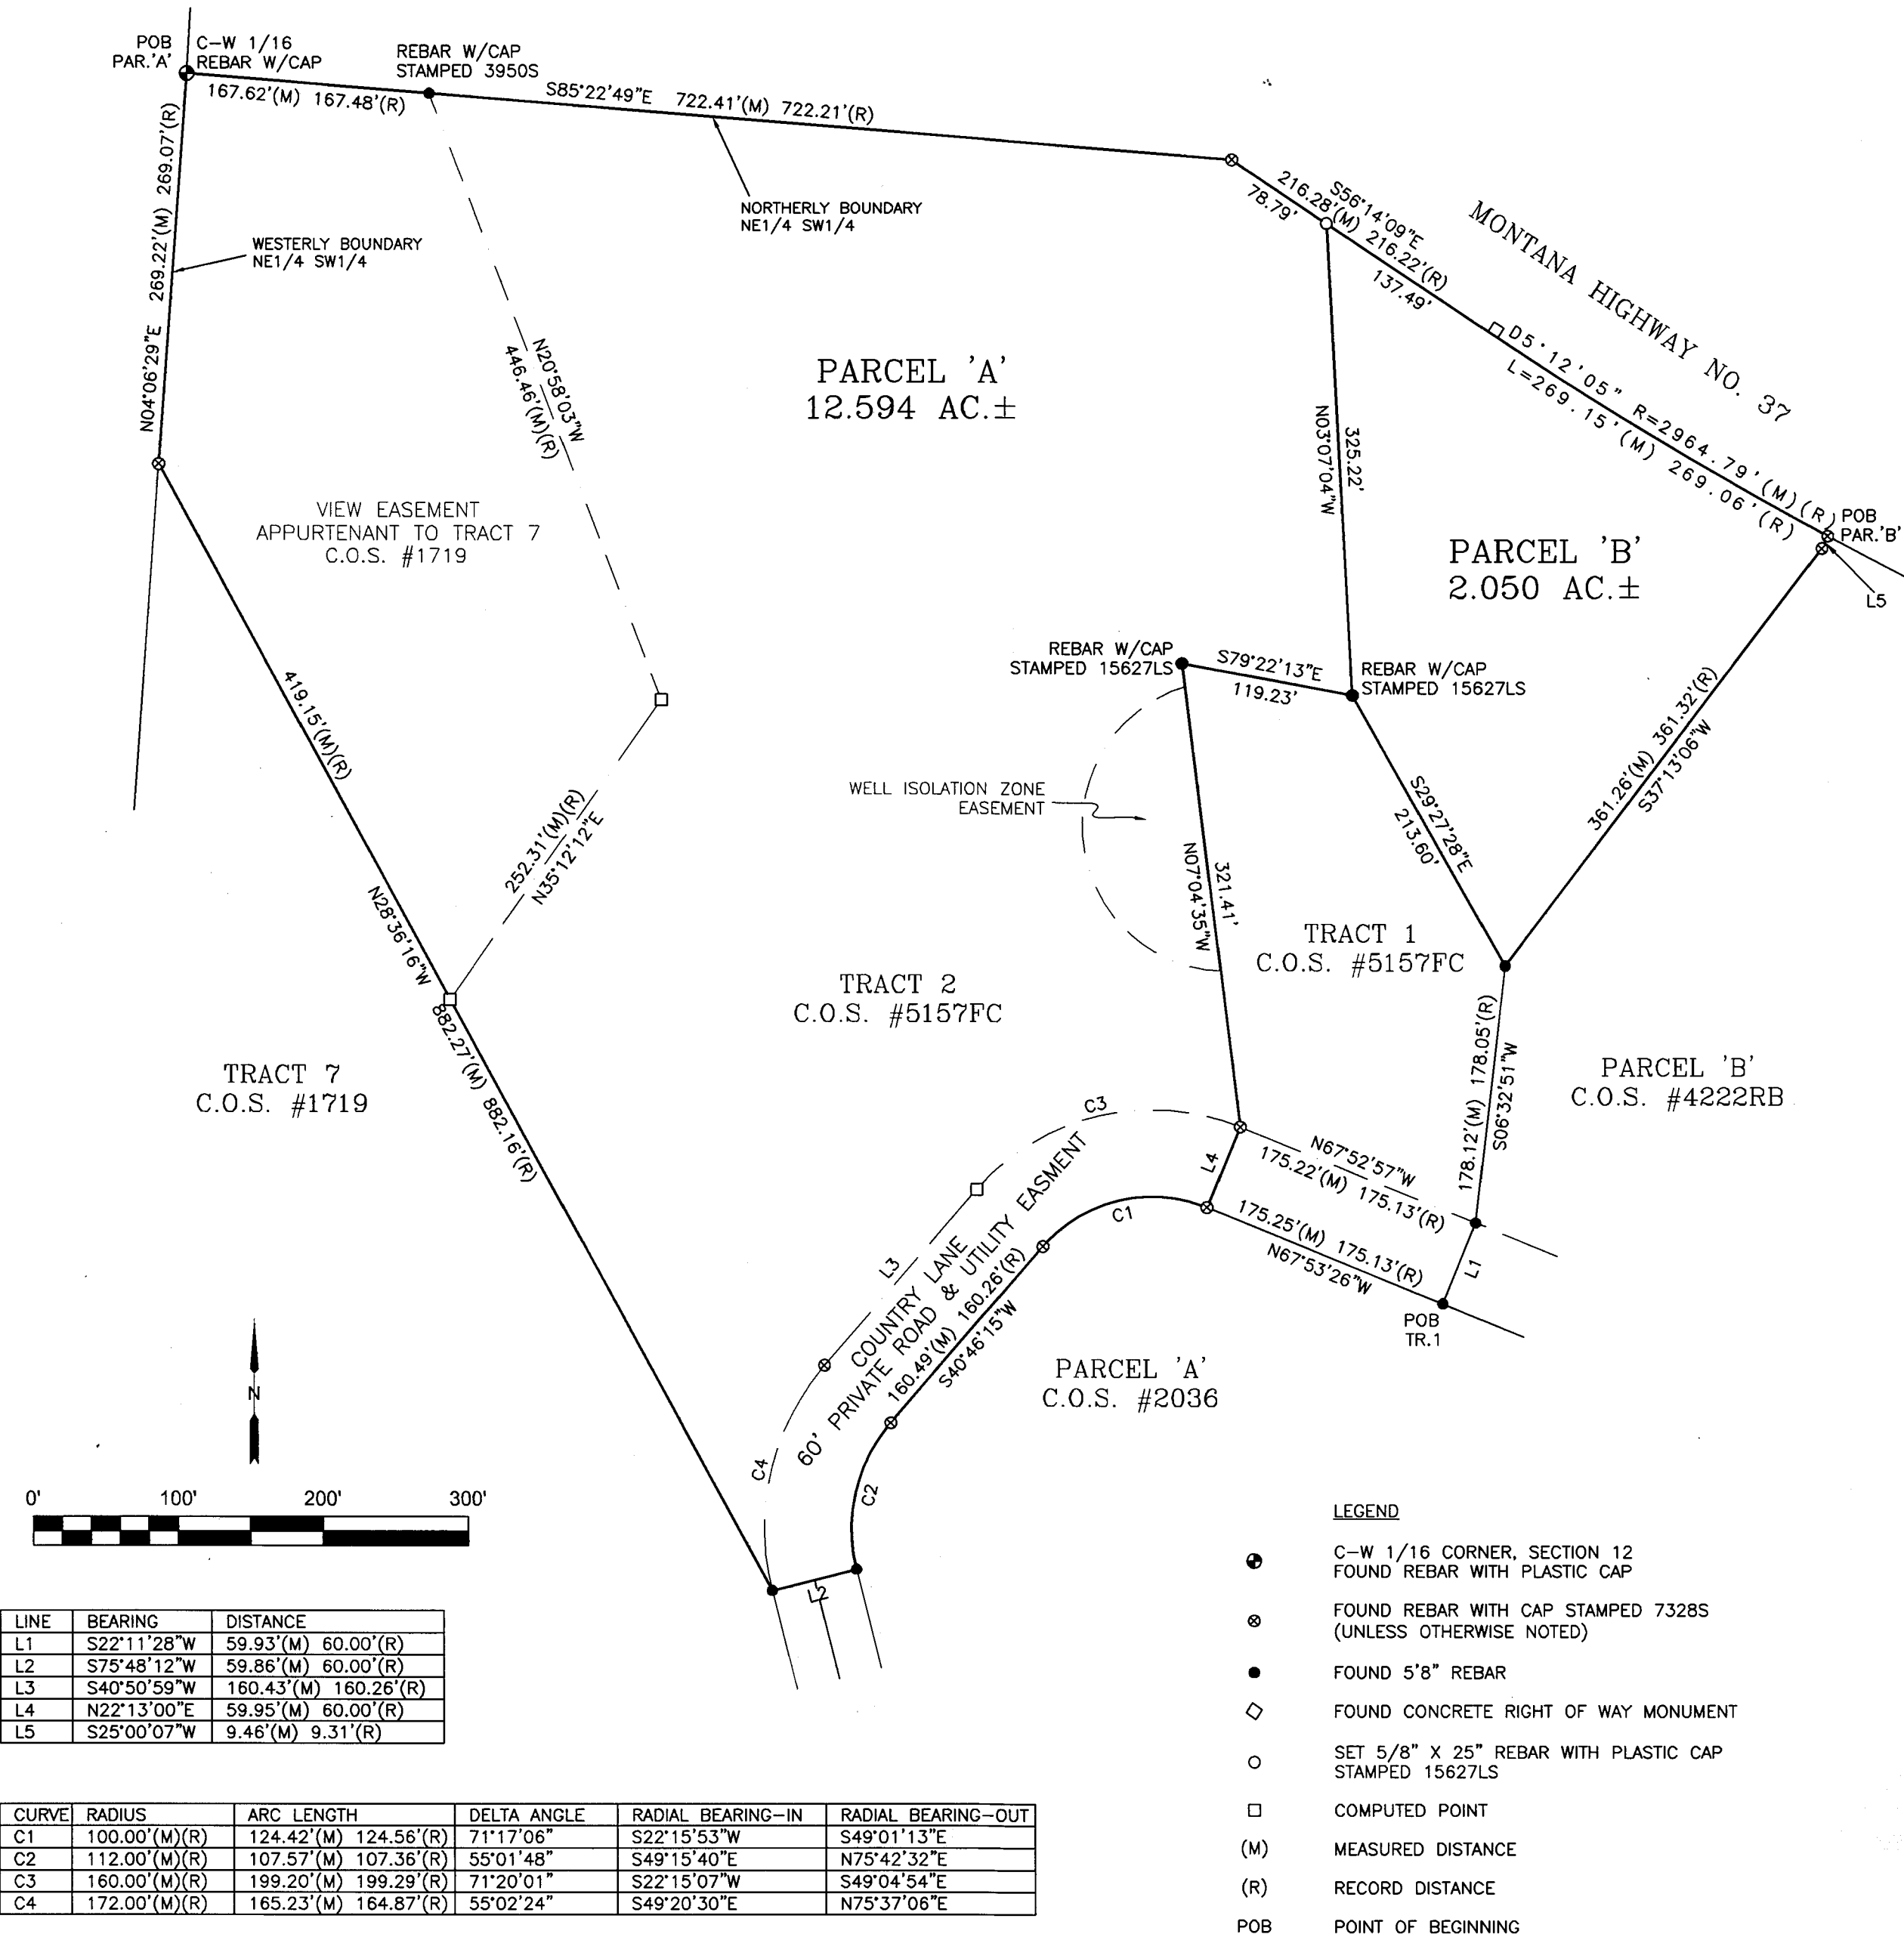 POB
PAR.'A'
C-W 1/16
REBAR W/CAP
REBAR W/CAP
STAMPED 3950S
167.62'(M) 167.48'(R)
S85°22'49"E 722.41'(M) 722.21'(R)
NORTHERLY BOUNDARY
NE1/4 SW1/4
N04°06'29"E 269.22'(M) 269.07'(R)
WESTERLY BOUNDARY
NE1/4 SW1/4
S56°14'09"E
216.28'(M) 216.22'(R)
78.79'
137.49'
MONTANA HIGHWAY NO. 37
D5°12'05" R=2964.79'(M)(R)
L=269.15'(M) 269.06'(R)
POB
PAR.'B'
L5
N20°58'03"W
446.46'(M)(R)
PARCEL 'A'
12.594 AC.±
325.22'
N03°07'04"W
VIEW EASEMENT
APPURTENANT TO TRACT 7
C.O.S. #1719
PARCEL 'B'
2.050 AC.±
REBAR W/CAP
STAMPED 15627LS
S79°22'13"E
119.23'
REBAR W/CAP
STAMPED 15627LS
361.26'(M) 361.32'(R)
S37°13'06"W
419.15'(M)(R)
N28°36'16"W
882.27'(M) 882.16'(R)
252.31'(M)(R)
N35°12'12"E
WELL ISOLATION ZONE
EASEMENT
S29°27'28"E
213.60'
321.41'
N07°04'35"W
TRACT 1
C.O.S. #5157FC
TRACT 2
C.O.S. #5157FC
178.12'(M) 178.05'(R)
S06°32'51"W
PARCEL 'B'
C.O.S. #4222RB
TRACT 7
C.O.S. #1719
C3
L4
N67°52'57"W
175.22'(M) 175.13'(R)
C1
175.25'(M) 175.13'(R)
N67°53'26"W
L1
POB
TR.1
L3
COUNTRY LANE
60' PRIVATE ROAD & UTILITY EASMENT
160.49'(M) 160.26'(R)
S40°46'15"W
PARCEL 'A'
C.O.S. #2036
C4
C2
L2
N
0' 100' 200' 300'
LINE BEARING DISTANCE
L1 S22°11'28"W 59.93'(M) 60.00'(R)
L2 S75°48'12"W 59.86'(M) 60.00'(R)
L3 S40°50'59"W 160.43'(M) 160.26'(R)
L4 N22°13'00"E 59.95'(M) 60.00'(R)
L5 S25°00'07"W 9.46'(M) 9.31'(R)
CURVE RADIUS ARC LENGTH DELTA ANGLE RADIAL BEARING-IN RADIAL BEARING-OUT
C1 100.00'(M)(R) 124.42'(M) 124.56'(R) 71°17'06" S22°15'53"W S49°01'13"E
C2 112.00'(M)(R) 107.57'(M) 107.36'(R) 55°01'48" S49°15'40"E N75°42'32"E
C3 160.00'(M)(R) 199.20'(M) 199.29'(R) 71°20'01" S22°15'07"W S49°04'54"E
C4 172.00'(M)(R) 165.23'(M) 164.87'(R) 55°02'24" S49°20'30"E N75°37'06"E
LEGEND
C-W 1/16 CORNER, SECTION 12
FOUND REBAR WITH PLASTIC CAP
FOUND REBAR WITH CAP STAMPED 7328S
(UNLESS OTHERWISE NOTED)
FOUND 5'8" REBAR
FOUND CONCRETE RIGHT OF WAY MONUMENT
SET 5/8" X 25" REBAR WITH PLASTIC CAP
STAMPED 15627LS
COMPUTED POINT
(M) MEASURED DISTANCE
(R) RECORD DISTANCE
POB POINT OF BEGINNING